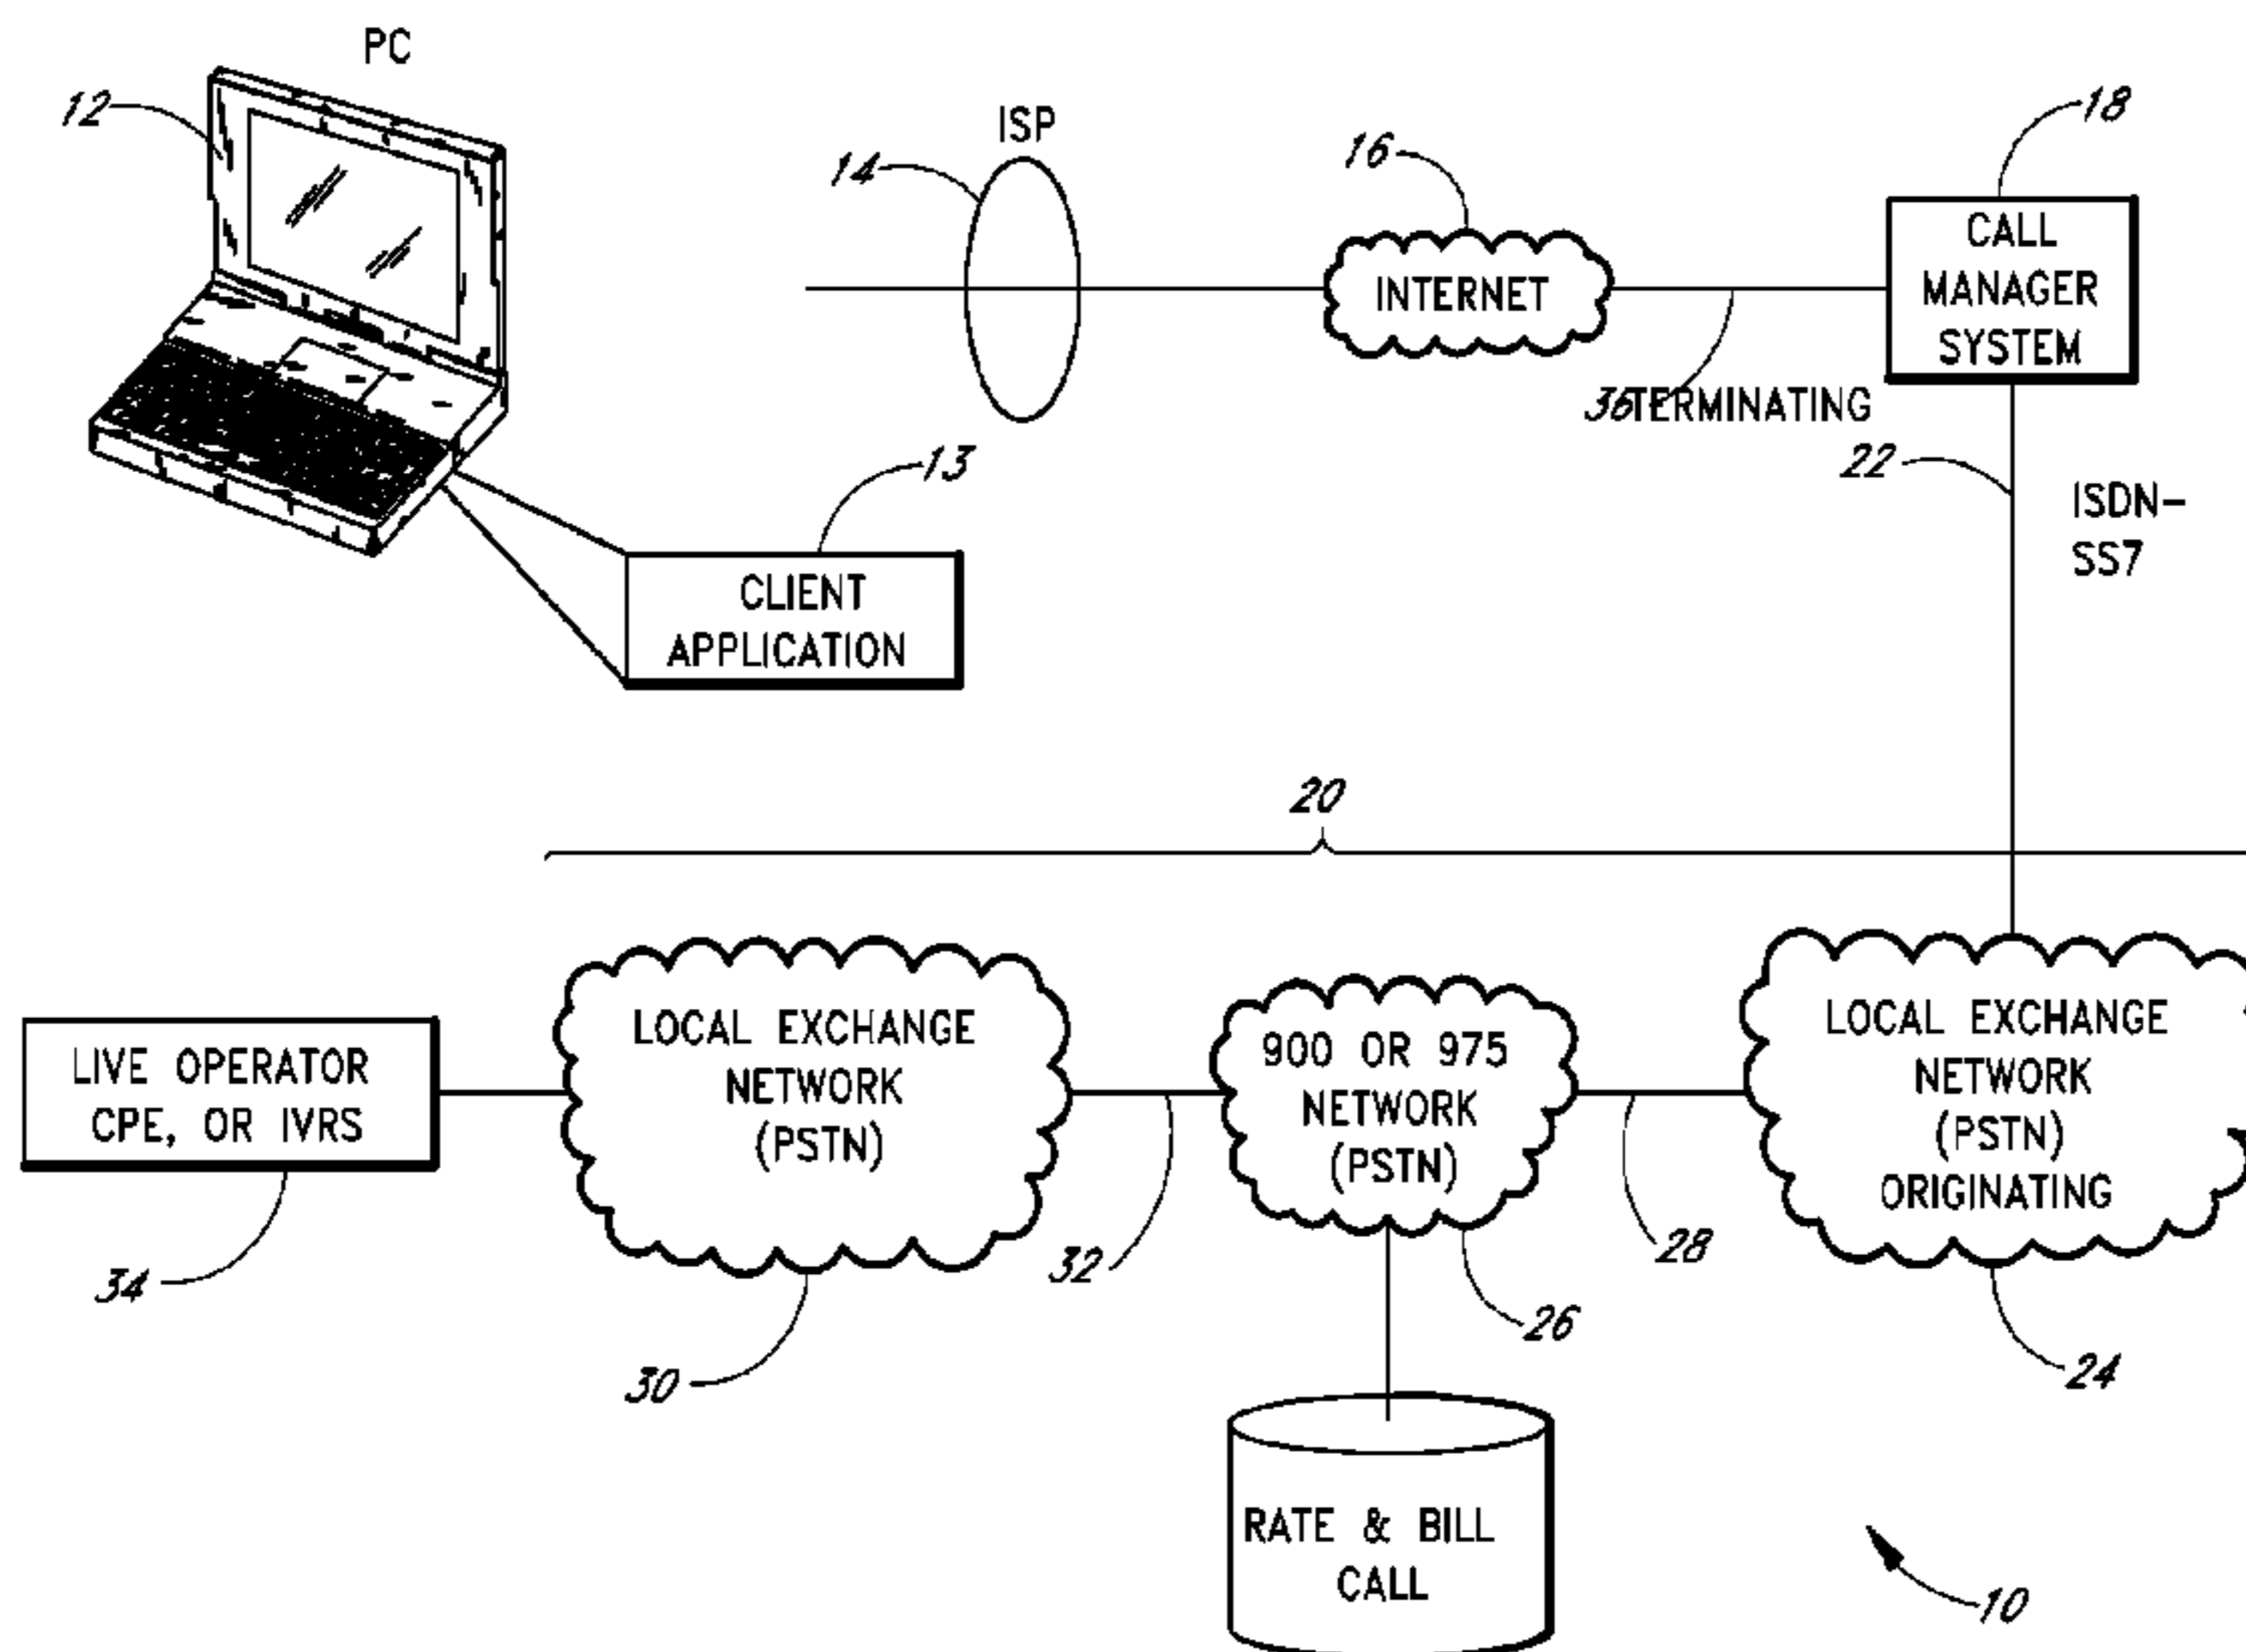 PC
12
ISP
14
16
18
INTERNET
CALL
MANAGER
SYSTEM
36
TERMINATING
22
ISDN-
SS7
13
CLIENT
APPLICATION
20
LIVE OPERATOR
CPE, OR IVRS
34
LOCAL EXCHANGE
NETWORK
(PSTN)
30
32
900 OR 975
NETWORK
(PSTN)
26
28
LOCAL EXCHANGE
NETWORK
(PSTN)
ORIGINATING
24
RATE & BILL
CALL
10